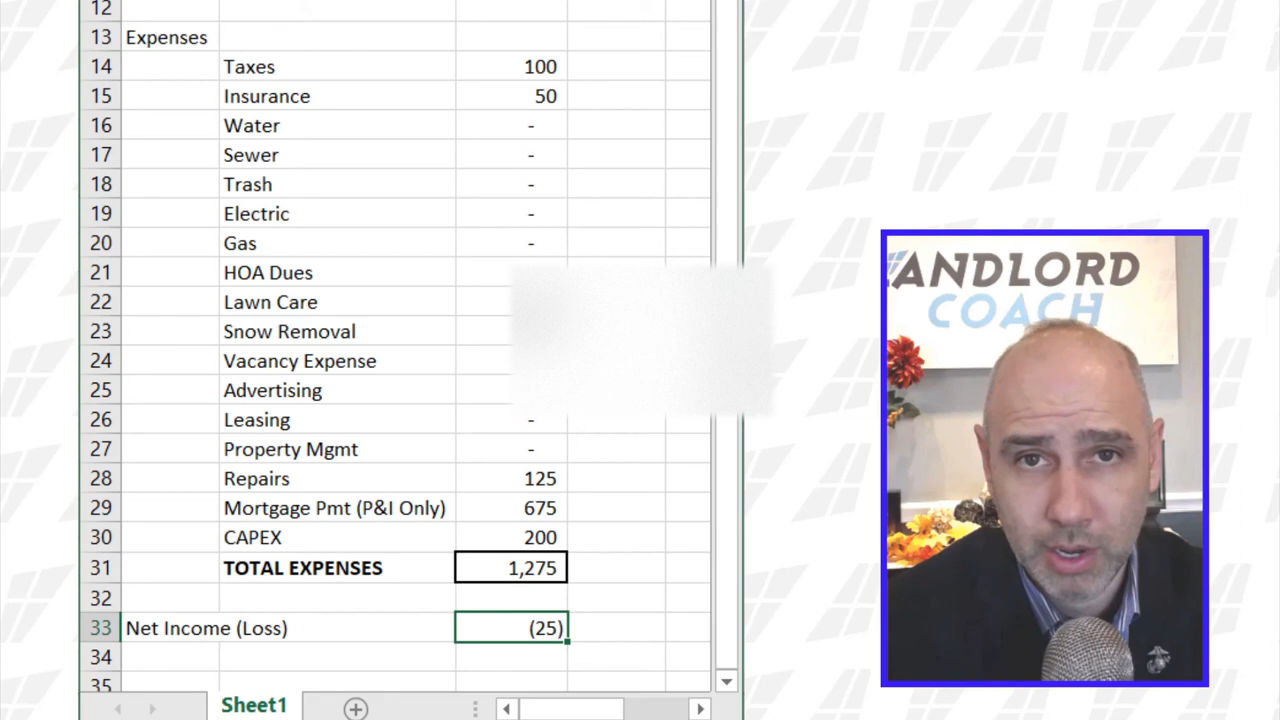 12
13 Expenses
14 Taxes 100
15 Insurance 50
16 Water -
17 Sewer -
18 Trash -
19 Electric -
20 Gas -
21 HOA Dues
22 Lawn Care
23 Snow Removal
24 Vacancy Expense
25 Advertising
26 Leasing -
27 Property Mgmt -
28 Repairs 125
29 Mortgage Pmt (P&I Only) 675
30 CAPEX 200
31 TOTAL EXPENSES 1,275
32
33 Net Income (Loss) (25)
34
35
Sheet1
ANDLORD
COACH